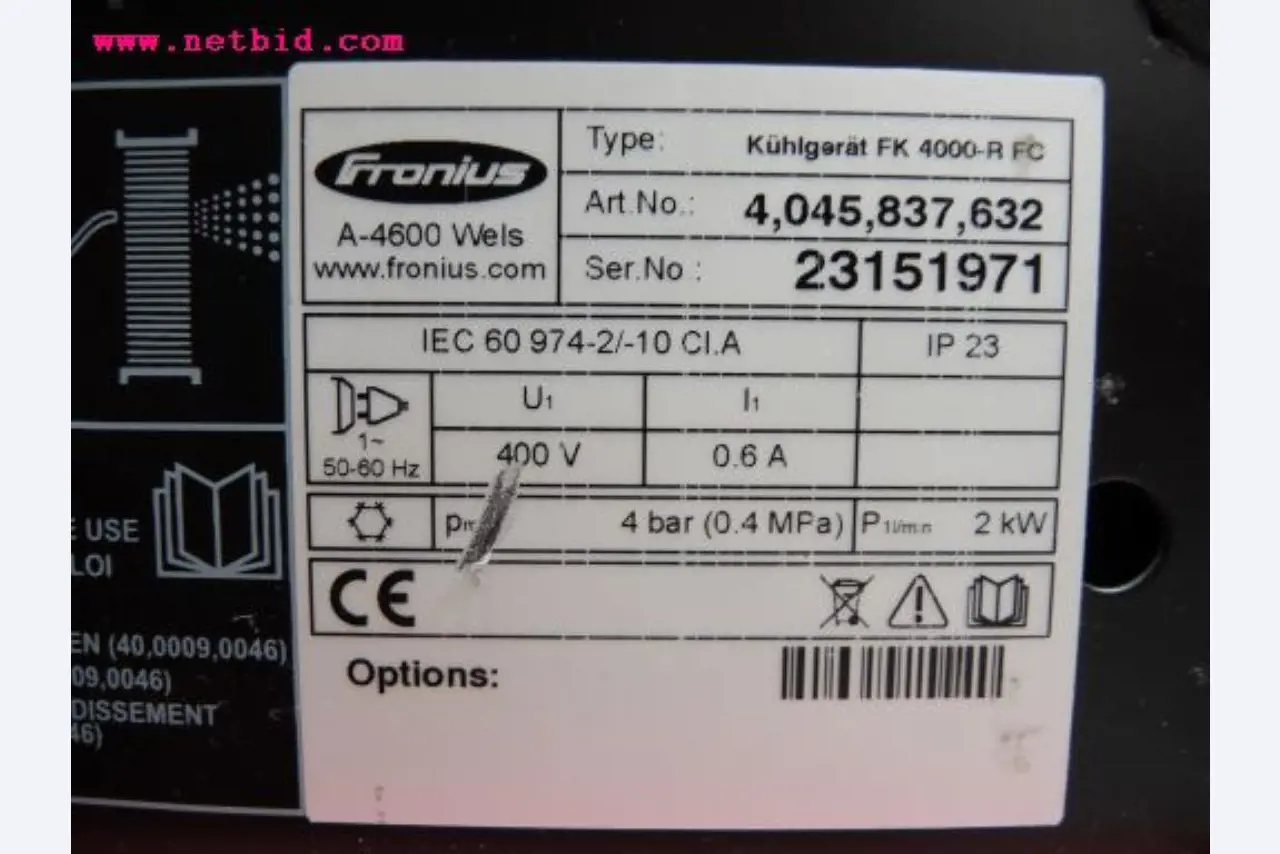 www.netbid.com
Fronius
A-4600 Wels
www.fronius.com
Type: Kühlgerät FK 4000-R FC
Art.No.: 4,045,837,632
Ser.No : 23151971
IEC 60 974-2/-10 Cl.A IP 23
U1 I1
1~
50-60 Hz
400 V 0.6 A
4 bar (0.4 MPa) P1l/min 2 kW
CE
Options:
E USE
LOI
EN (40,0009,0046)
09,0046)
DISSEMENT
46)